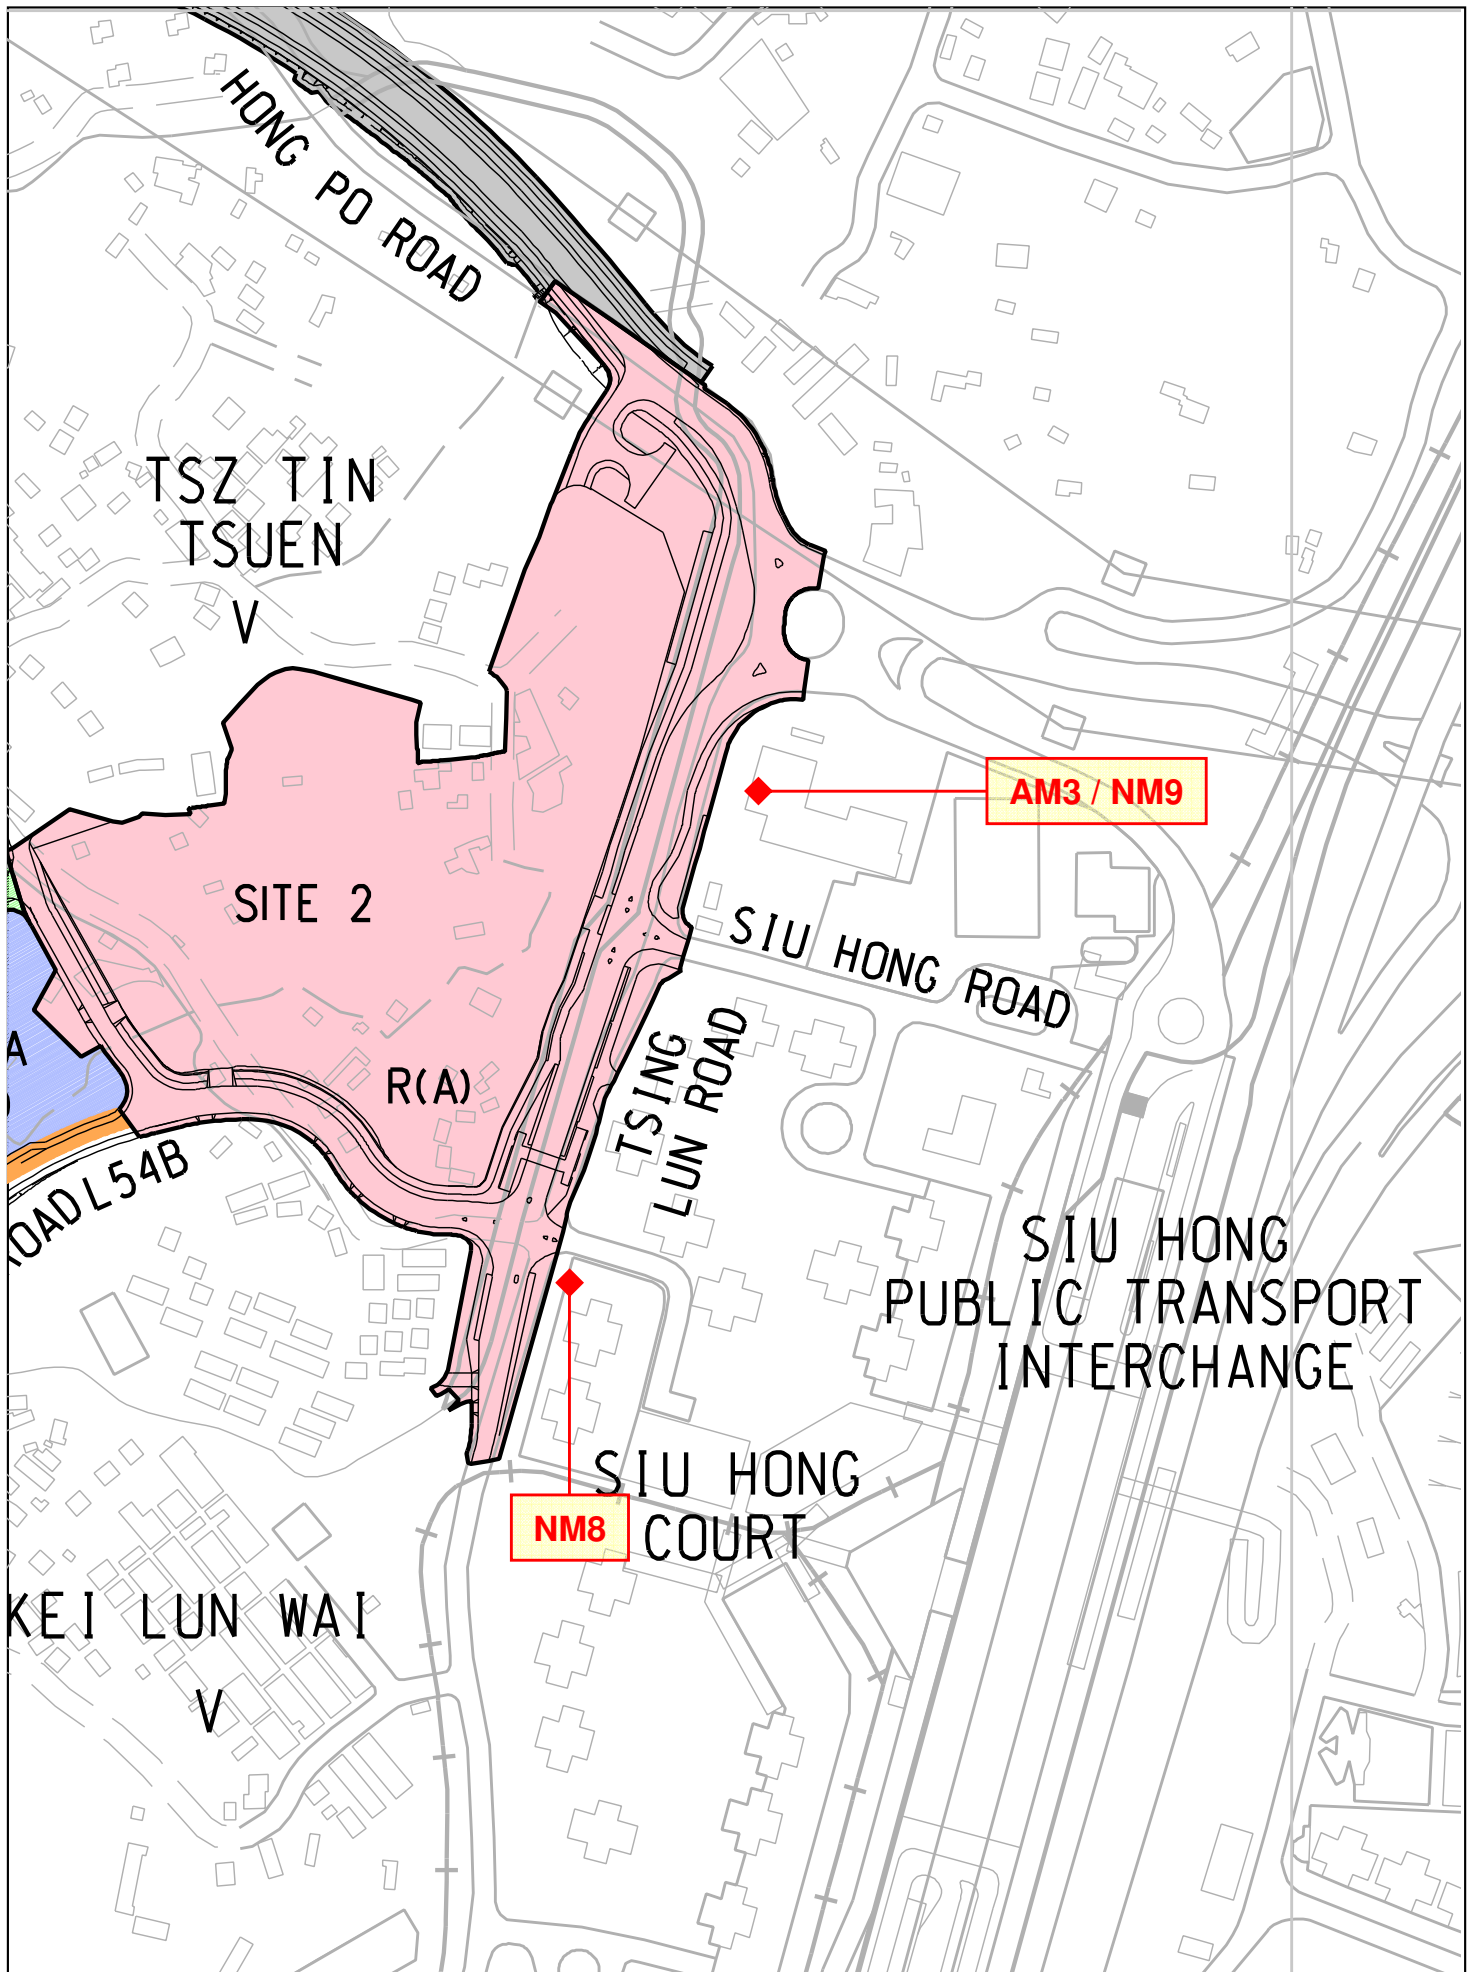 HONG PO ROAD
TSZ TIN
TSUEN
V
AM3 / NM9
SITE 2
SIU HONG ROAD
A
R(A)
TSING
LUN ROAD
ROAD L54B
SIU HONG
PUBLIC TRANSPORT
INTERCHANGE
SIU HONG
COURT
NM8
KEI LUN WAI
V